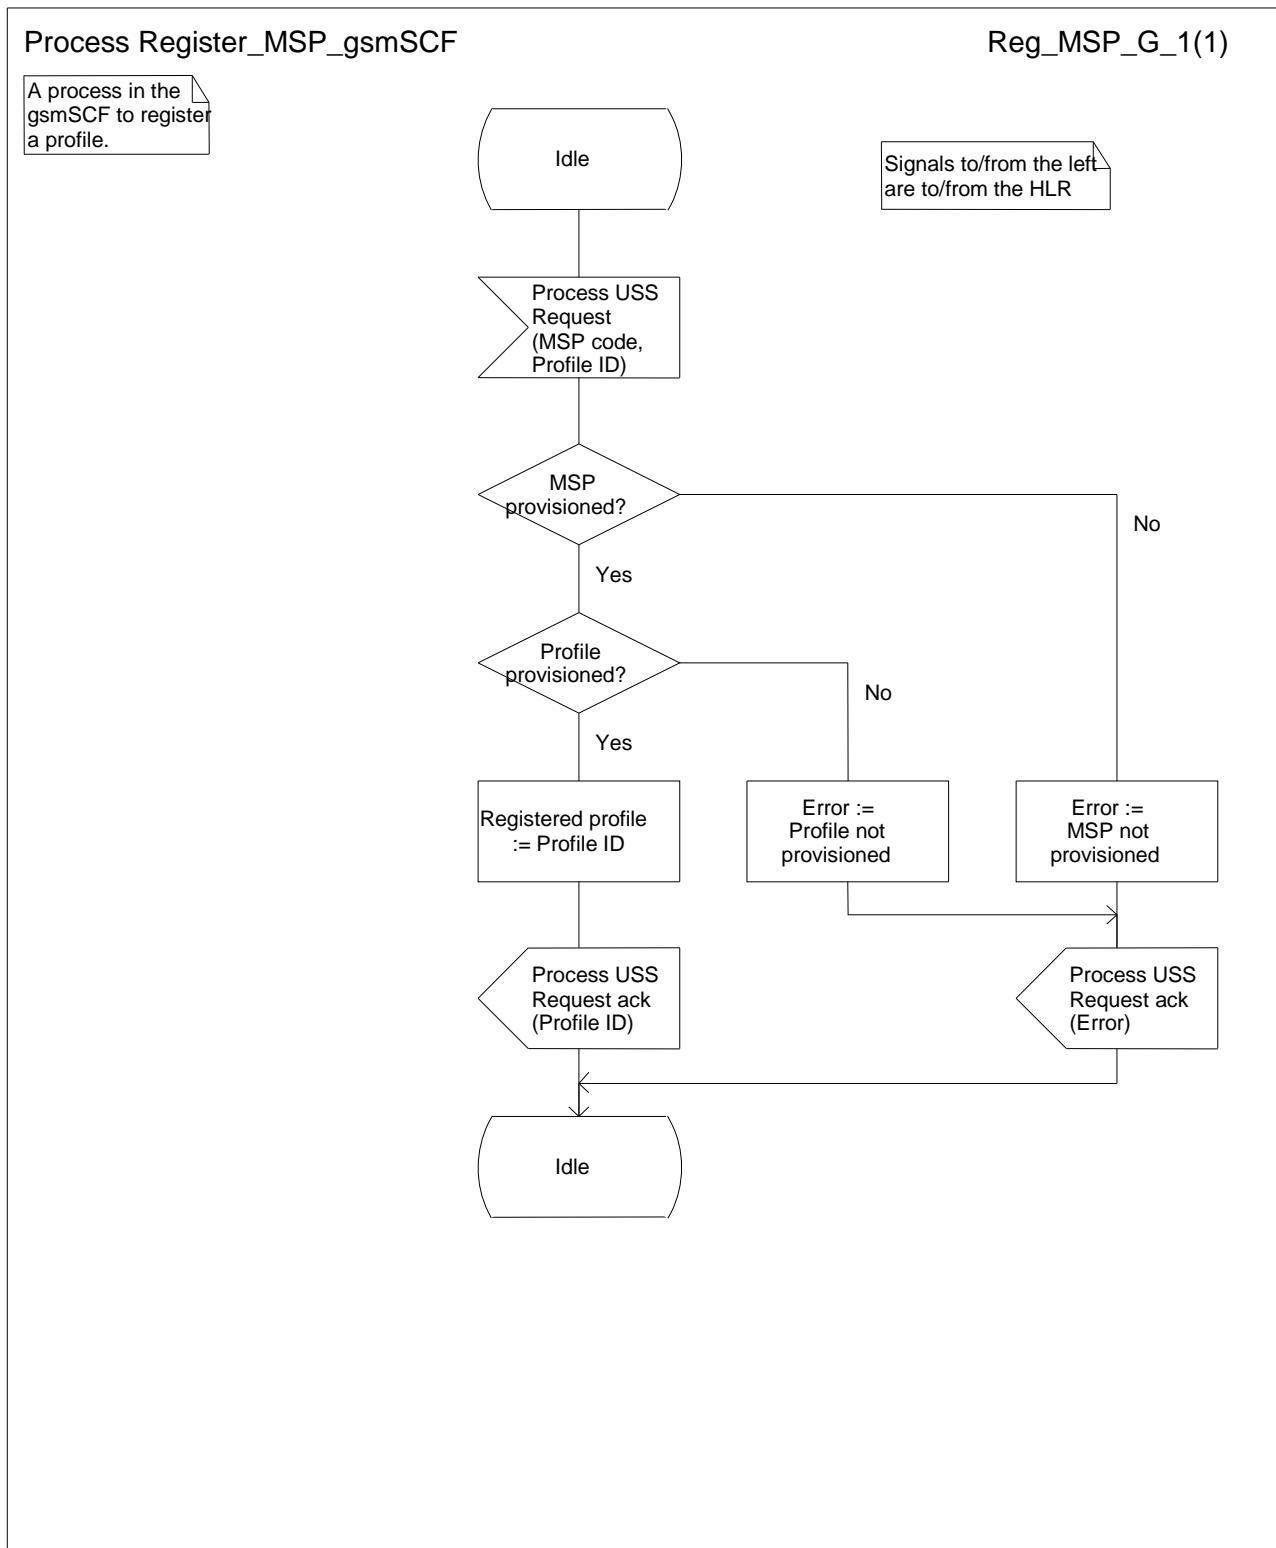 Process Register_MSP_gsmSCF
Reg_MSP_G_1(1)
A process in the
gsmSCF to register
a profile.
Idle
Signals to/from the left
are to/from the HLR
Process USS
Request
(MSP code,
Profile ID)
MSP
provisioned?
No
Yes
Profile
provisioned?
No
Yes
Registered profile
:= Profile ID
Error :=
Profile not
provisioned
Error :=
MSP not
provisioned
Process USS
Request ack
(Profile ID)
Process USS
Request ack
(Error)
Idle